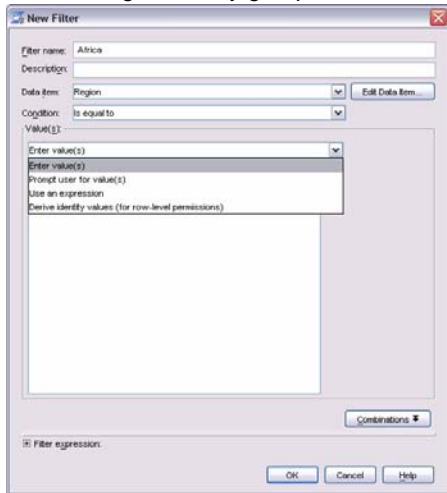 New Filter
Filter name: Africa
Description:
Data item: Region Edit Data Item...
Condition: Is equal to
Value(s):
Enter value(s)
Enter value(s)
Prompt user for value(s)
Use an expression
Derive identity values (for row-level permissions)
Combinations
Filter expression:
OK Cancel Help